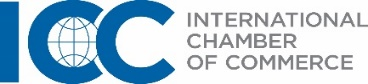 ICC INTERNATIONAL
CHAMBER
OF COMMERCE